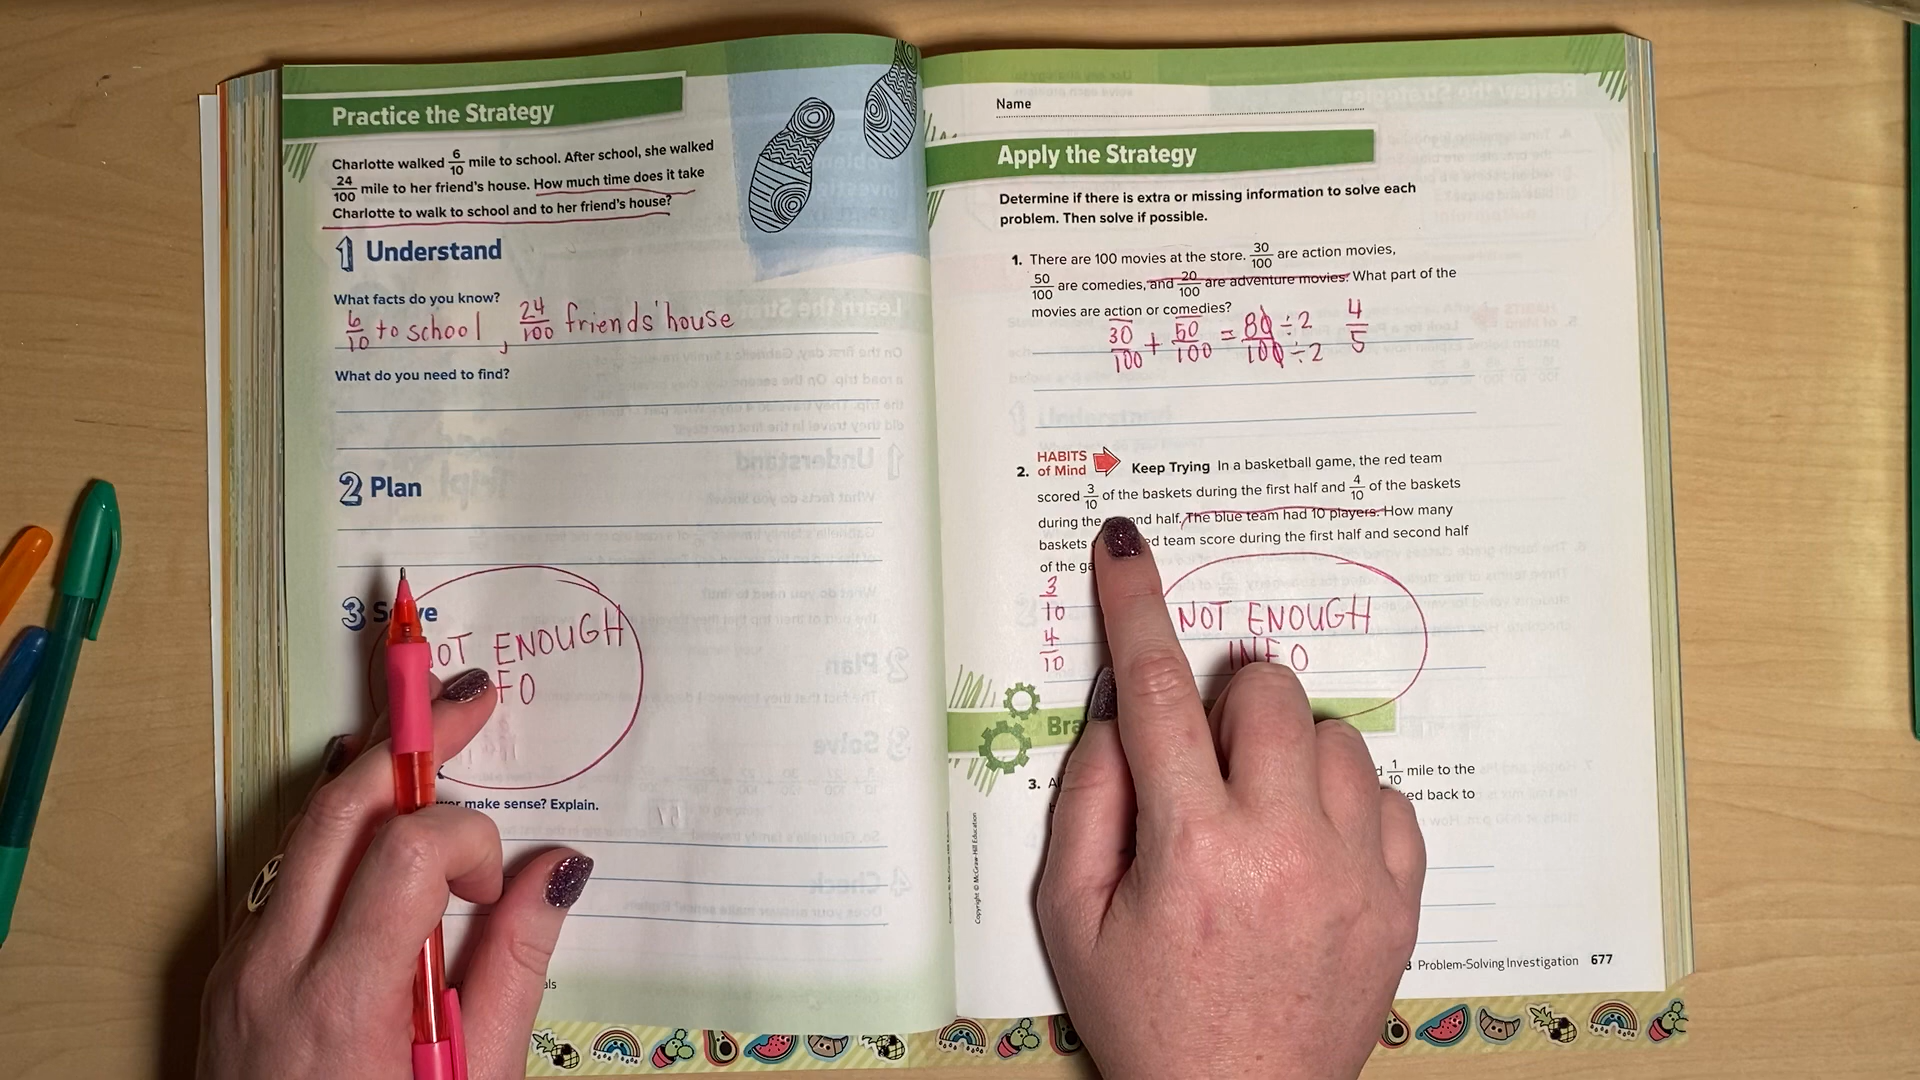 Practice the Strategy
Charlotte walked 6/10 mile to school. After school, she walked
24/100 mile to her friend's house. How much time does it take
Charlotte to walk to school and to her friend's house?
1 Understand
What facts do you know?
6/10 to school, 24/100 friends' house
What do you need to find?
2 Plan
3
NOT ENOUGH
make sense? Explain.
Name
Apply the Strategy
Determine if there is extra or missing information to solve each
problem. Then solve if possible.
1. There are 100 movies at the store. 30/100 are action movies,
50/100 are comedies, and 20/100 are adventure movies. What part of the
movies are action or comedies?
30/100 + 50/100 = 80/100 ÷2/÷2 4/5
2. HABITS of Mind Keep Trying In a basketball game, the red team
scored 3/10 of the baskets during the first half and 4/10 of the baskets
during the half. The blue team had 10 players. How many
baskets team score during the first half and second half
of the
3/10
4/10
NOT ENOUGH
INFO
3.
1/10 mile to the
back to
Copyright © McGraw-Hill Education
Problem-Solving Investigation 677